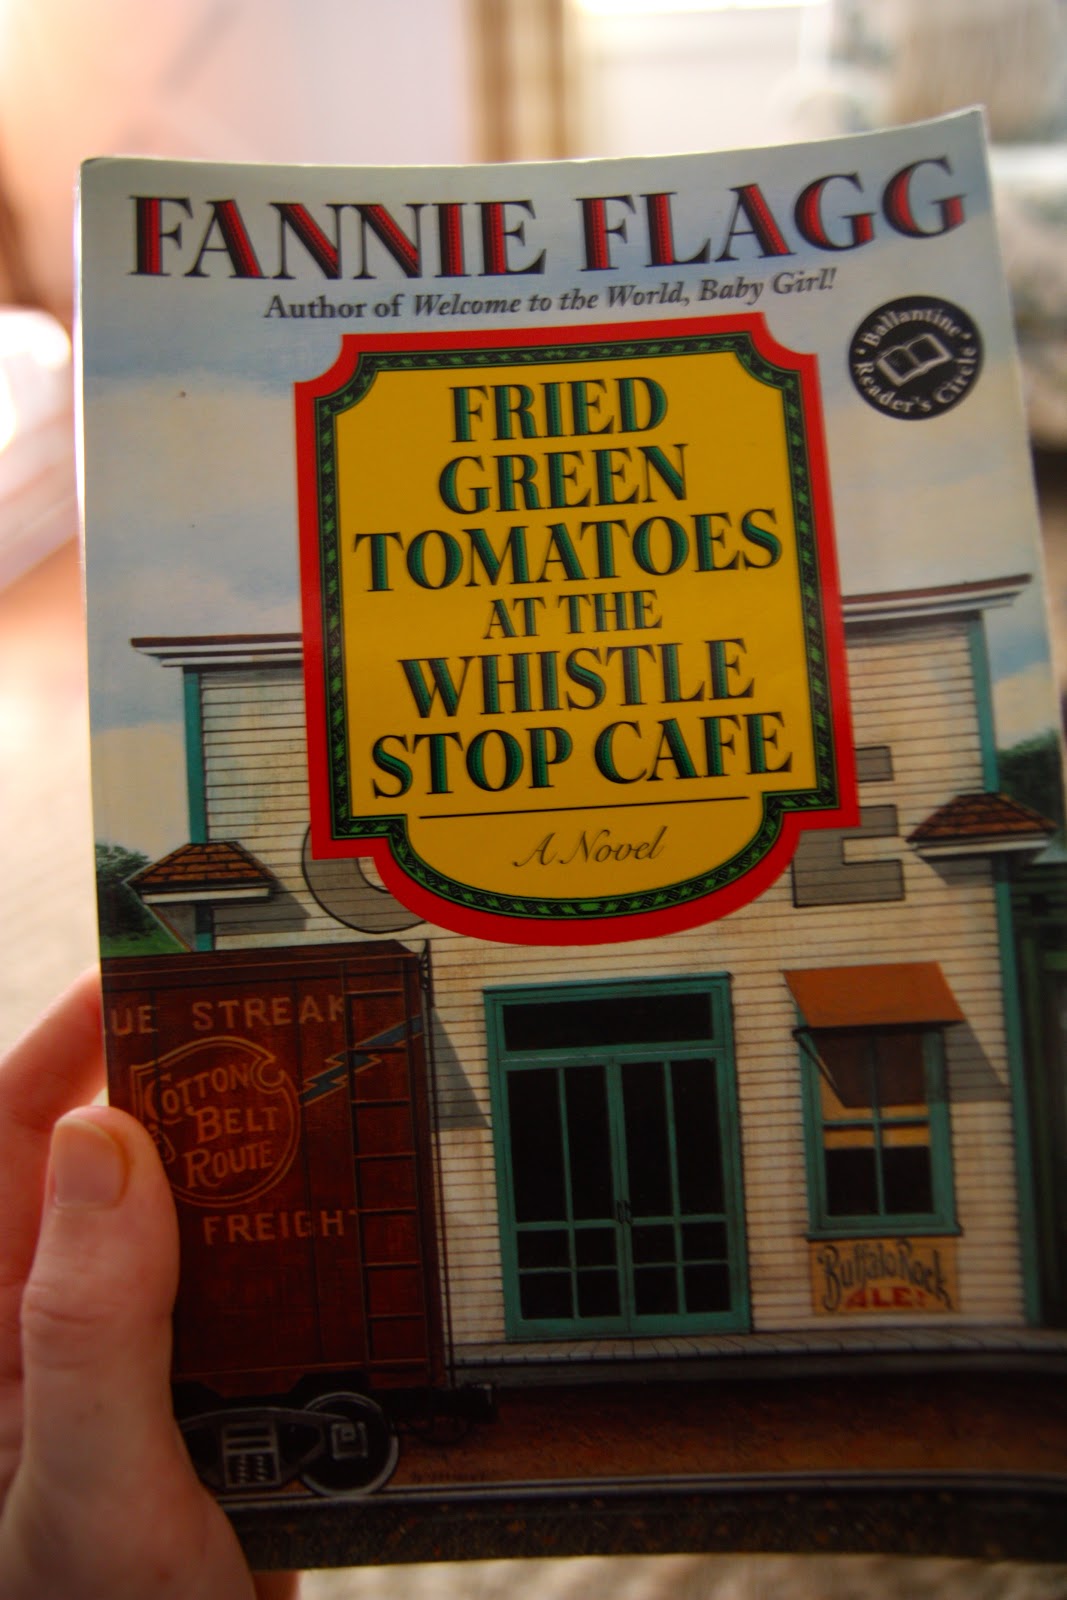 FANNIE FLAGG
Author of Welcome to the World, Baby Girl!
Ballantine
Reader's Circle
FRIED
GREEN
TOMATOES
AT THE
WHISTLE
STOP CAFE
A Novel
UE STREAK
COTTON
BELT
ROUTE
FREIGHT
Buffalo Rock
ALE!